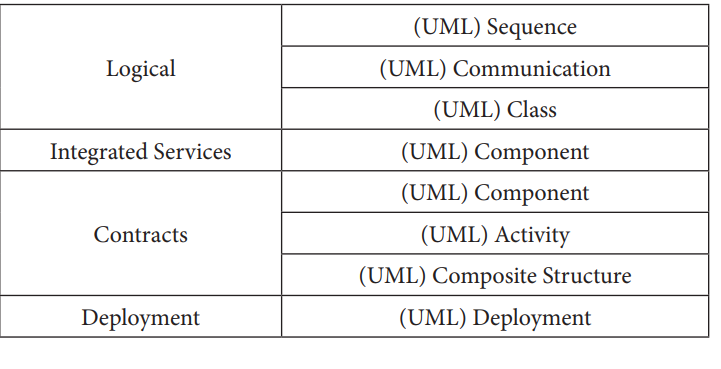 Logical
(UML) Sequence
(UML) Communication
(UML) Class
Integrated Services
(UML) Component
Contracts
(UML) Component
(UML) Activity
(UML) Composite Structure
Deployment
(UML) Deployment